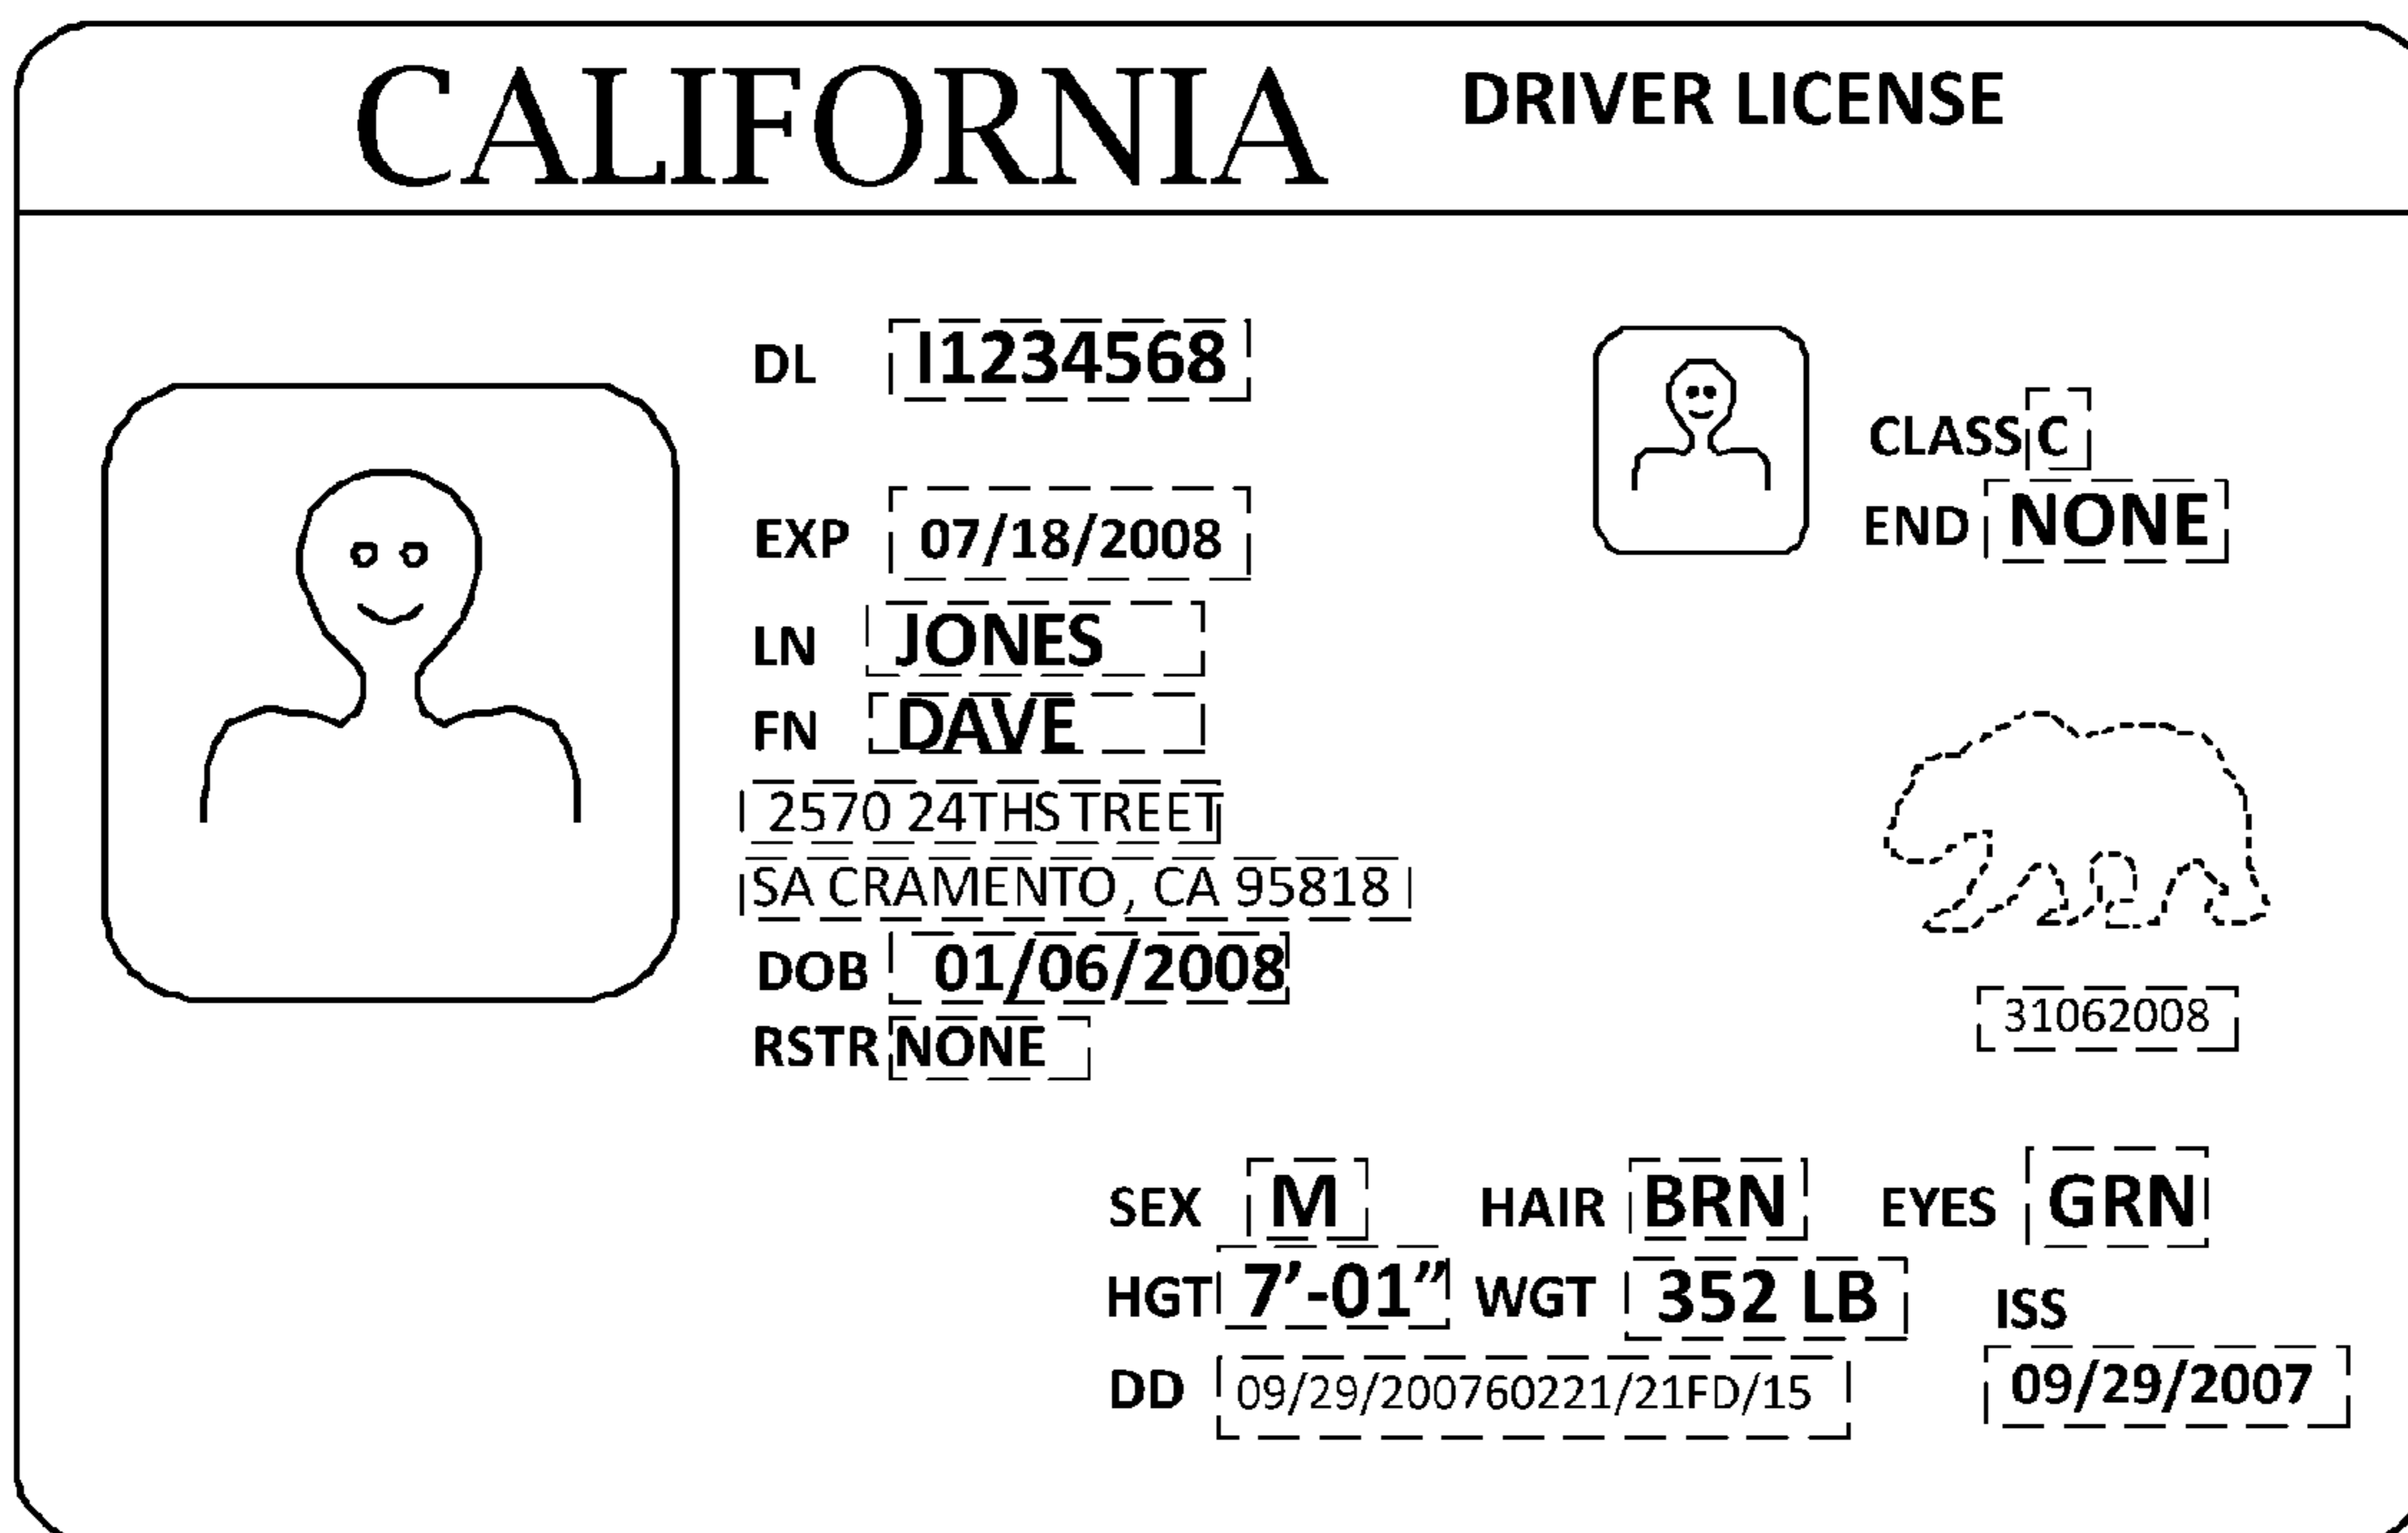 CALIFORNIA DRIVER LICENSE
DL I1234568
CLASS C
EXP 07/18/2008
END NONE
LN JONES
FN DAVE
2570 24THS TREET
SA CRAMENTO, CA 95818
DOB 01/06/2008
31062008
RSTR NONE
SEX M HAIR BRN EYES GRN
HGT 7’-01” WGT 352 LB ISS
DD 09/29/200760221/21FD/15 09/29/2007